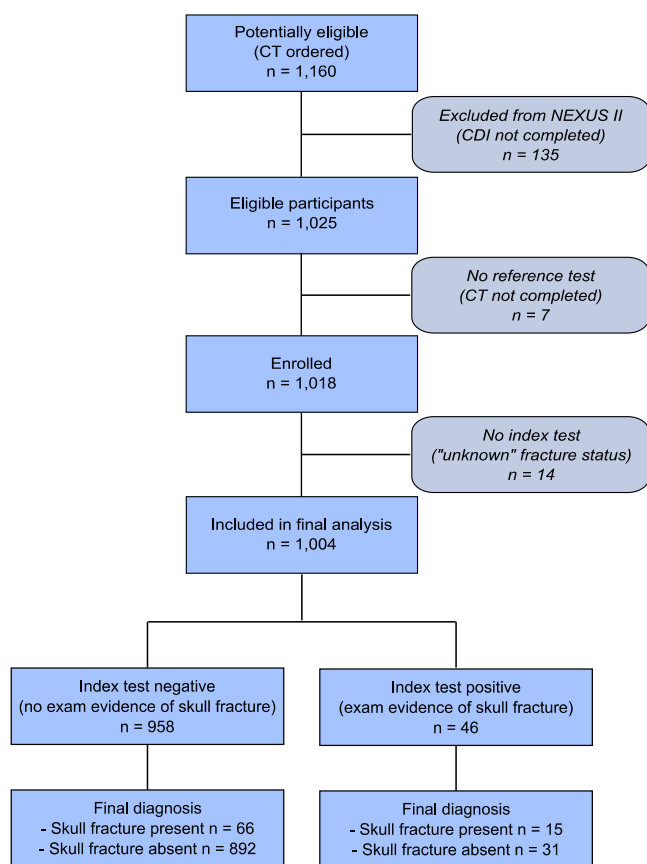 Potentially eligible
(CT ordered)
n = 1,160
Excluded from NEXUS II
(CDI not completed)
n = 135
Eligible participants
n = 1,025
No reference test
(CT not completed)
n = 7
Enrolled
n = 1,018
No index test
("unknown" fracture status)
n = 14
Included in final analysis
n = 1,004
Index test negative
(no exam evidence of skull fracture)
n = 958
Index test positive
(exam evidence of skull fracture)
n = 46
Final diagnosis
- Skull fracture present n = 66
- Skull fracture absent n = 892
Final diagnosis
- Skull fracture present n = 15
- Skull fracture absent n = 31